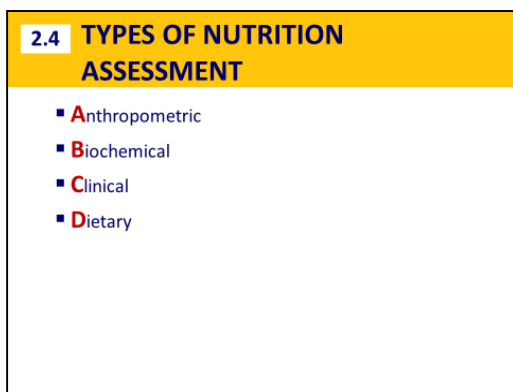 2.4 TYPES OF NUTRITION
ASSESSMENT
▪ Anthropometric
▪ Biochemical
▪ Clinical
▪ Dietary